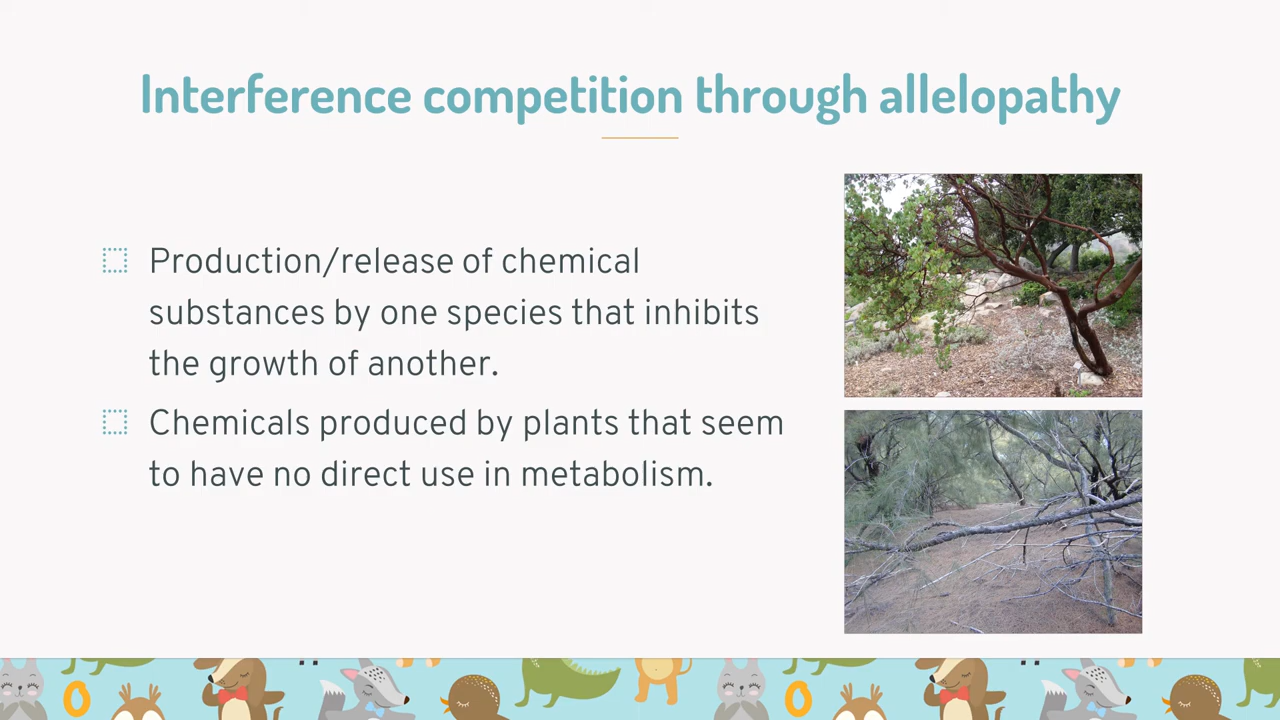 Interference competition through allelopathy
Production/release of chemical
substances by one species that inhibits
the growth of another.
Chemicals produced by plants that seem
to have no direct use in metabolism.